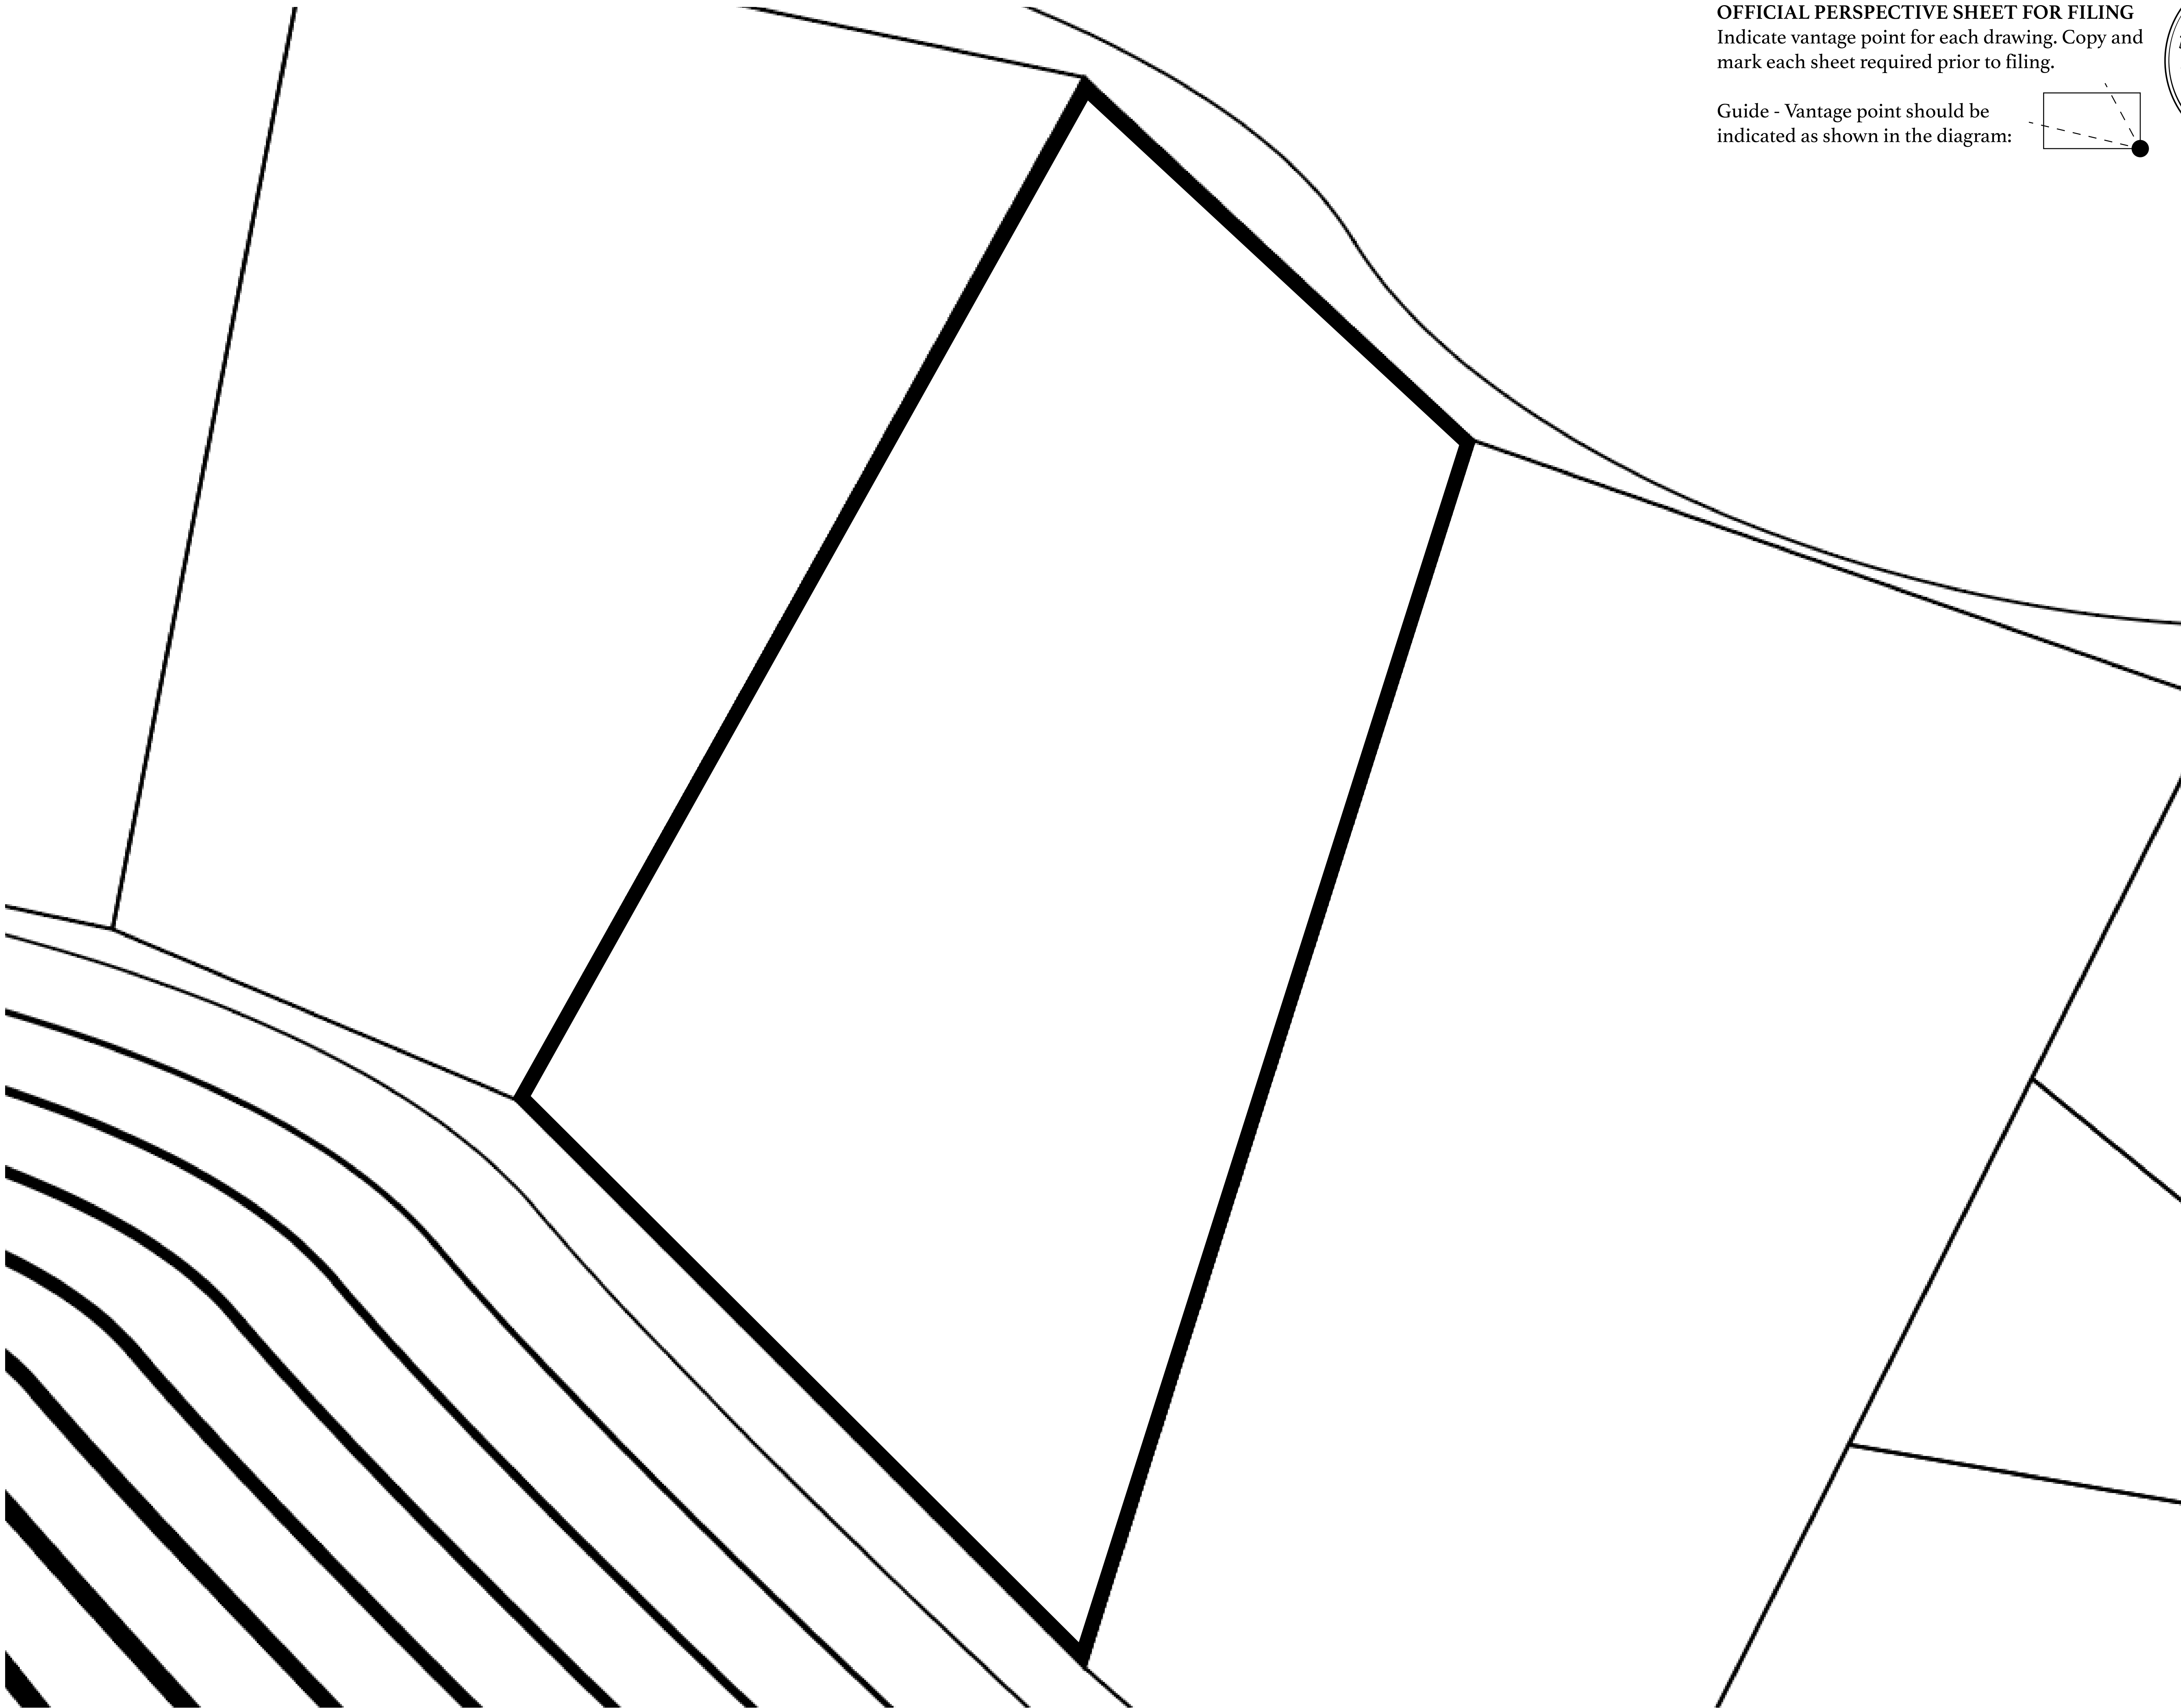 OFFICIAL PERSPECTIVE SHEET FOR FILING
Indicate vantage point for each drawing. Copy and
mark each sheet required prior to filing.
Guide - Vantage point should be
indicated as shown in the diagram: